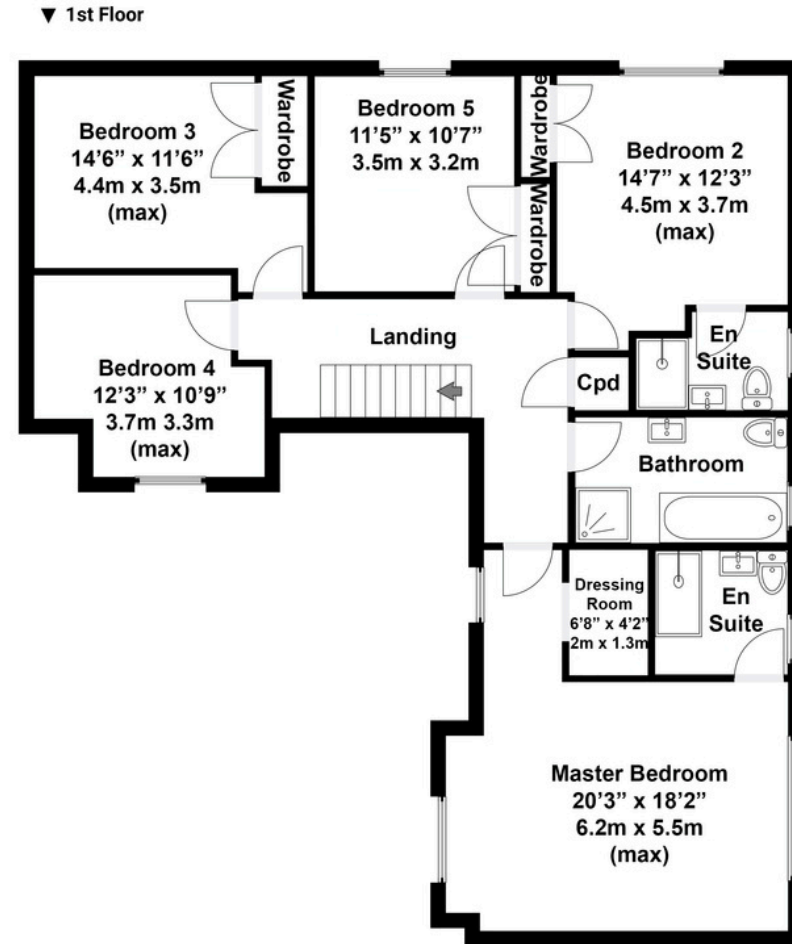 ▼ 1st Floor
Bedroom 3
14’6” x 11’6”
4.4m x 3.5m
(max)
Wardrobe
Bedroom 5
11’5” x 10’7”
3.5m x 3.2m
Wardrobe
Wardrobe
Bedroom 2
14’7” x 12’3”
4.5m x 3.7m
(max)
Landing
En
Suite
Bedroom 4
12’3” x 10’9”
3.7m 3.3m
(max)
Cpd
Bathroom
Dressing
Room
6’8” x 4’2”
2m x 1.3m
En
Suite
Master Bedroom
20’3” x 18’2”
6.2m x 5.5m
(max)